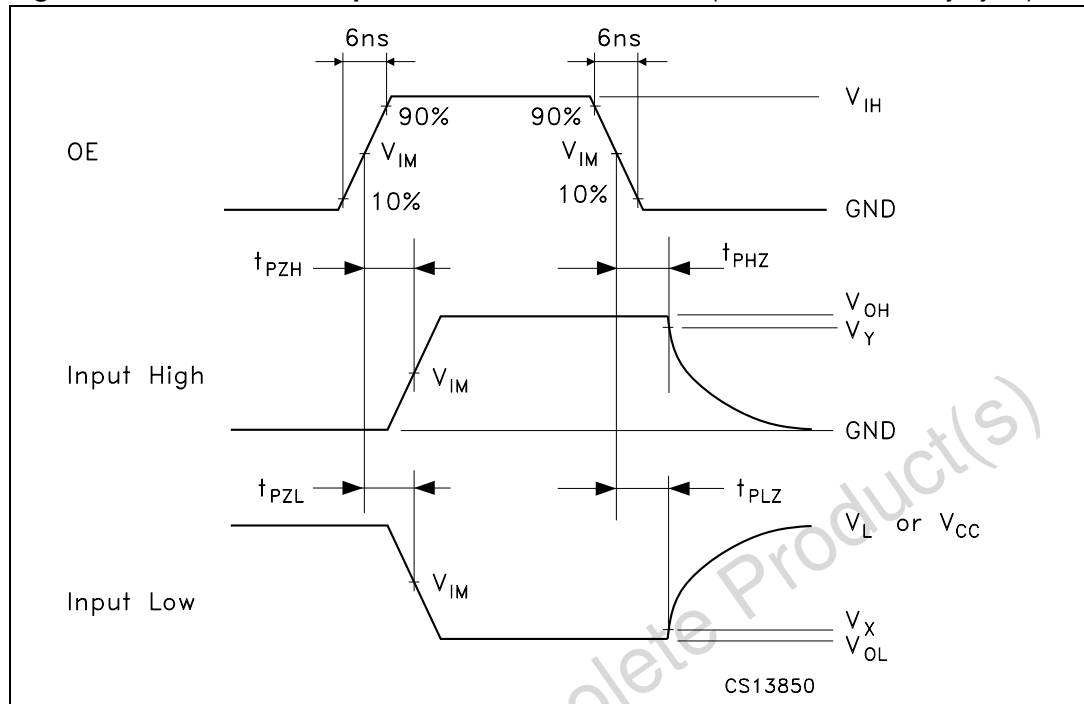 6ns 6ns
OE
90% 90%
V_IM V_IM
10% 10%
V_IH
GND
t_PZH t_PHZ
Input High
V_IM
V_OH
V_Y
GND
t_PZL t_PLZ
Input Low
V_IM
V_L or V_CC
V_X
V_OL
CS13850
Product(s)